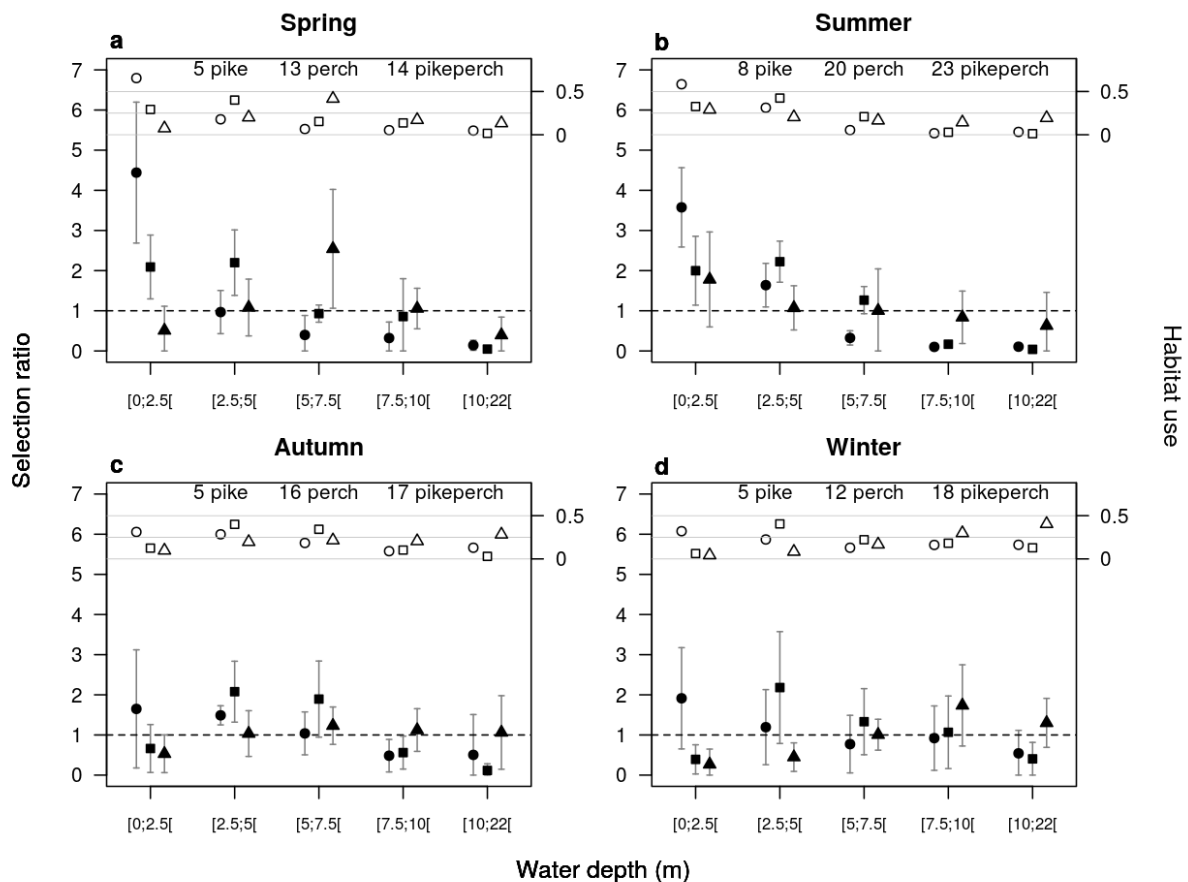 Spring
a
5 pike 13 perch 14 pikeperch
7
6
5
4
3
2
1
0
0.5
0
[0;2.5[ [2.5;5[ [5;7.5[ [7.5;10[ [10;22[
Summer
b
8 pike 20 perch 23 pikeperch
7
6
5
4
3
2
1
0
0.5
0
[0;2.5[ [2.5;5[ [5;7.5[ [7.5;10[ [10;22[
Selection ratio
Habitat use
Autumn
c
5 pike 16 perch 17 pikeperch
7
6
5
4
3
2
1
0
0.5
0
[0;2.5[ [2.5;5[ [5;7.5[ [7.5;10[ [10;22[
Winter
d
5 pike 12 perch 18 pikeperch
7
6
5
4
3
2
1
0
0.5
0
[0;2.5[ [2.5;5[ [5;7.5[ [7.5;10[ [10;22[
Water depth (m)